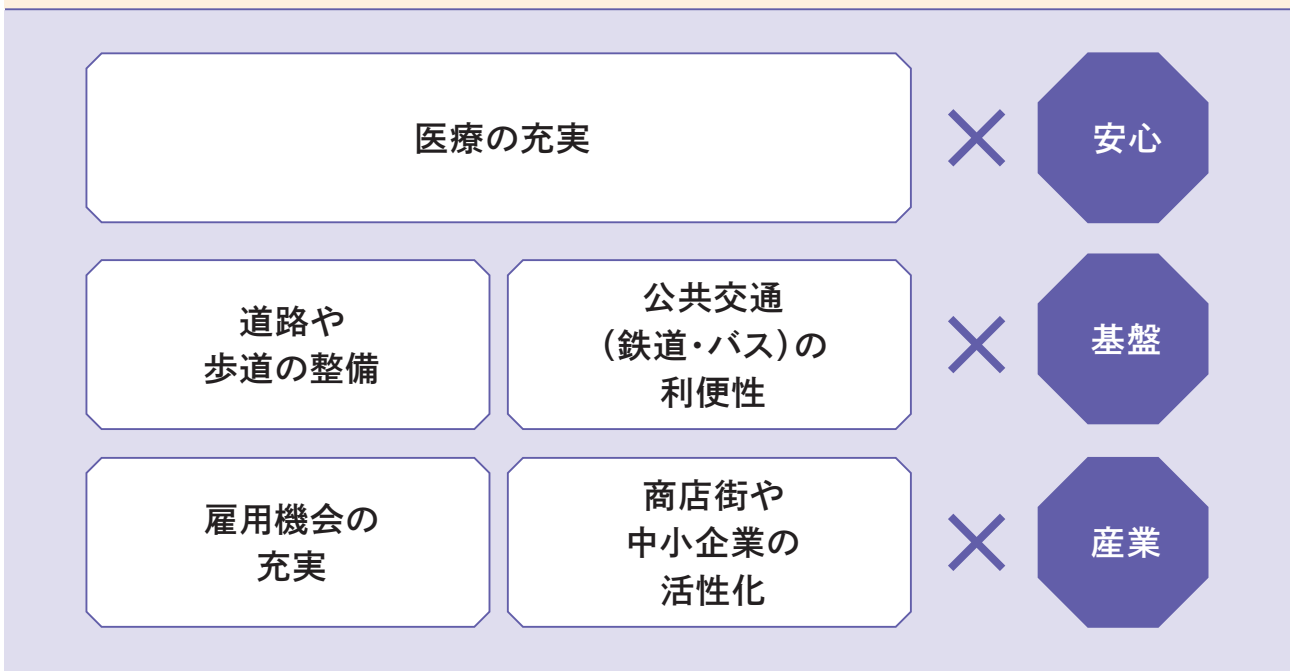 医療の充実
×
安心
道路や
歩道の整備
公共交通
(鉄道・バス)の
利便性
×
基盤
雇用機会の
充実
商店街や
中小企業の
活性化
×
産業